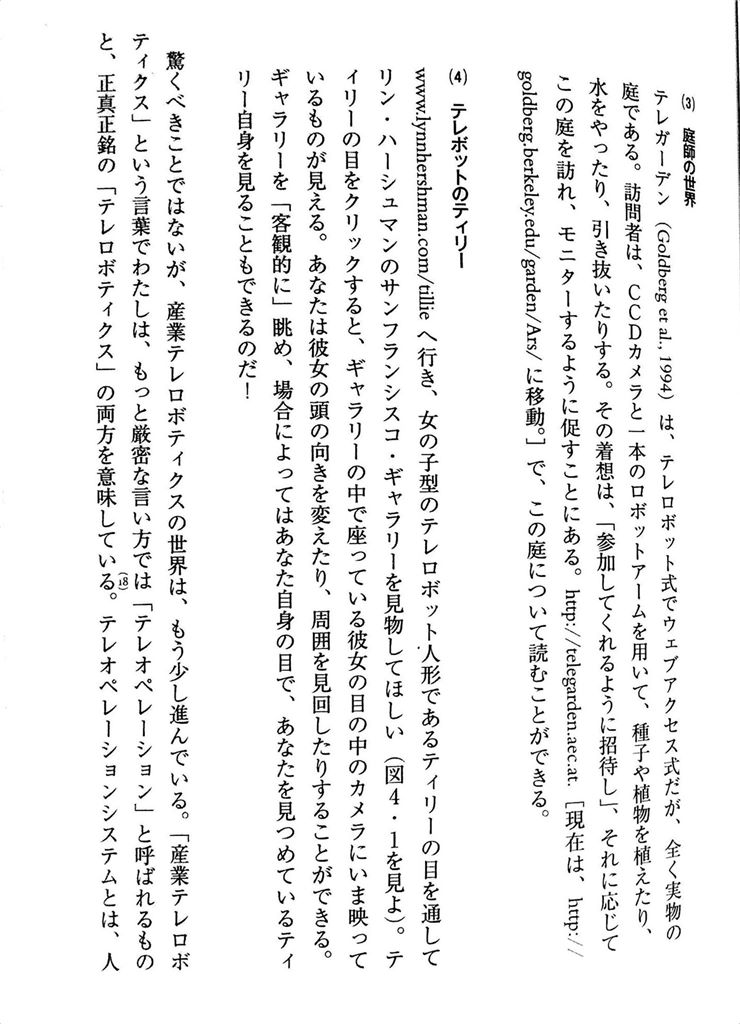 (3) 庭師の世界
テレガーデン (Goldberg et al., 1994) は、テレロボット式でウェブアクセス式だが、全く実物の
庭である。訪問者は、CCDカメラと一本のロボットアームを用いて、種子や植物を植えたり、
水をやったり、引き抜いたりする。その着想は、「参加してくれるように招待し」、それに応じて
この庭を訪れ、モニターするように促すことにある。http://telegarden.aec.at. [現在は、http://
goldberg.berkeley.edu/garden/Ars/ に移動。] で、この庭について読むことができる。
(4) テレボットのティリー
www.lynnhershman.com/tillie へ行き、女の子型のテレロボット人形であるティリーの目を通して
リン・ハーシュマンのサンフランシスコ・ギャラリーを見物してほしい (図4・1を見よ)。テ
ィリーの目をクリックすると、ギャラリーの中で座っている彼女の目の中のカメラにいま映って
いるものが見える。あなたは彼女の頭の向きを変えたり、周囲を見回したりすることができる。
ギャラリーを「客観的に」眺め、場合によってはあなた自身の目で、あなたを見つめているティ
リー自身を見ることもできるのだ!
驚くべきことではないが、産業テレロボティクスの世界は、もう少し進んでいる。「産業テレロボ
ティクス」という言葉でわたしは、もっと厳密な言い方では「テレオペレーション」と呼ばれるもの
と、正真正銘の「テレロボティクス」の両方を意味している(18)。テレオペレーションシステムとは、人